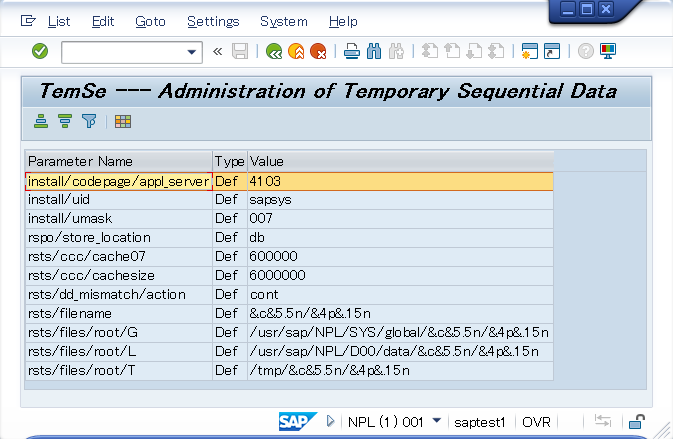 List Edit Goto Settings System Help
«
TemSe --- Administration of Temporary Sequential Data
Parameter Name Type Value
install/codepage/appl_server Def 4103
install/uid Def sapsys
install/umask Def 007
rspo/store_location Def db
rsts/ccc/cache07 Def 600000
rsts/ccc/cachesize Def 6000000
rsts/dd_mismatch/action Def cont
rsts/filename Def &c&5.5n/&4p&.15n
rsts/files/root/G Def /usr/sap/NPL/SYS/global/&c&5.5n/&4p&.15n
rsts/files/root/L Def /usr/sap/NPL/D00/data/&c&5.5n/&4p&.15n
rsts/files/root/T Def /tmp/&c&5.5n/&4p&.15n
SAP NPL (1) 001 saptest1 OVR